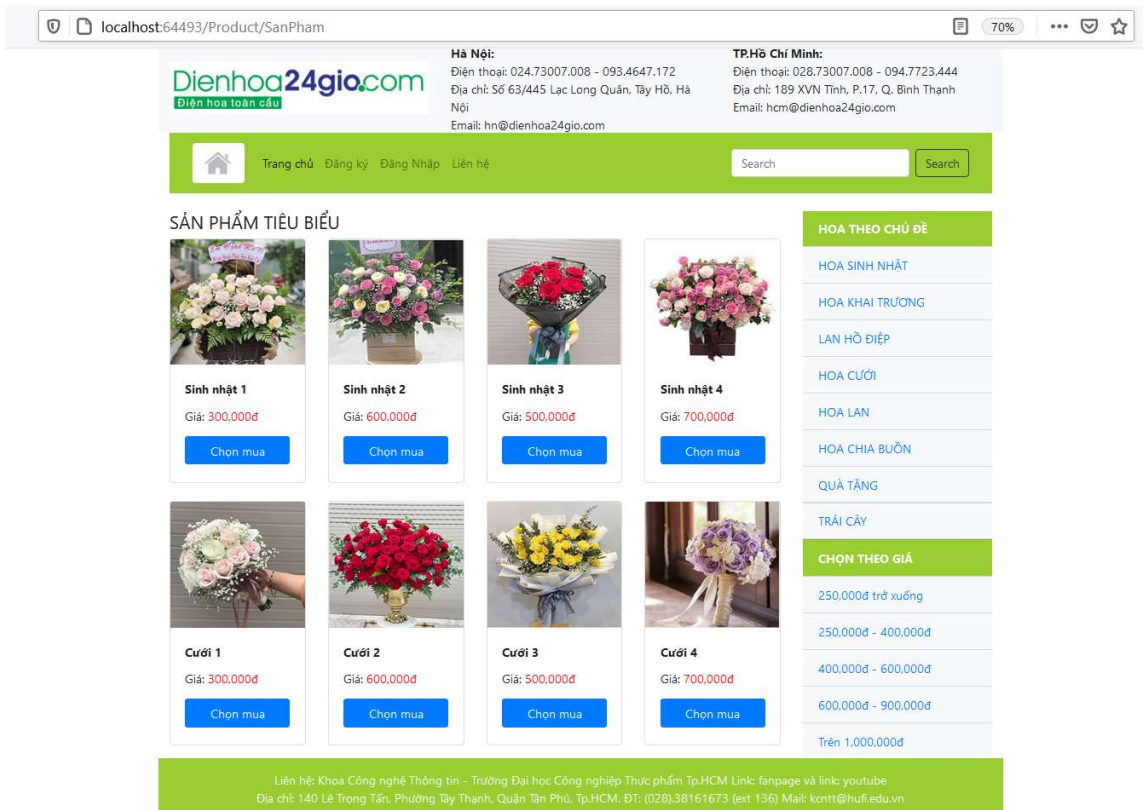 localhost:64493/Product/SanPham
70%
Dienhoa24gio.com
Điện hoa toàn cầu
Hà Nội:
Điện thoại: 024.73007.008 - 093.4647.172
Địa chỉ: Số 63/445 Lạc Long Quân, Tây Hồ, Hà
Nội
Email: hn@dienhoa24gio.com
TP.Hồ Chí Minh:
Điện thoại: 028.73007.008 - 094.7723.444
Địa chỉ: 189 XVN Tĩnh, P.17, Q. Bình Thạnh
Email: hcm@dienhoa24gio.com
Trang chủ Đăng ký Đăng Nhập Liên hệ
Search Search
SẢN PHẨM TIÊU BIỂU
Sinh nhật 1
Giá: 300,000đ
Chọn mua
Sinh nhật 2
Giá: 600,000đ
Chọn mua
Sinh nhật 3
Giá: 500,000đ
Chọn mua
Sinh nhật 4
Giá: 700,000đ
Chọn mua
Cưới 1
Giá: 300,000đ
Chọn mua
Cưới 2
Giá: 600,000đ
Chọn mua
Cưới 3
Giá: 500,000đ
Chọn mua
Cưới 4
Giá: 700,000đ
Chọn mua
HOA THEO CHỦ ĐỀ
HOA SINH NHẬT
HOA KHAI TRƯƠNG
LAN HỒ ĐIỆP
HOA CƯỚI
HOA LAN
HOA CHIA BUỒN
QUÀ TẶNG
TRÁI CÂY
CHỌN THEO GIÁ
250,000đ trở xuống
250,000đ - 400,000đ
400,000đ - 600,000đ
600,000đ - 900,000đ
Trên 1,000,000đ
Liên hệ: Khoa Công nghệ Thông tin - Trường Đại học Công nghiệp Thực phẩm Tp.HCM Link: fanpage và link: youtube
Địa chỉ: 140 Lê Trọng Tấn, Phường Tây Thạnh, Quận Tân Phú, Tp.HCM. ĐT: (028).38161673 (ext 136) Mail: kcntt@hufi.edu.vn